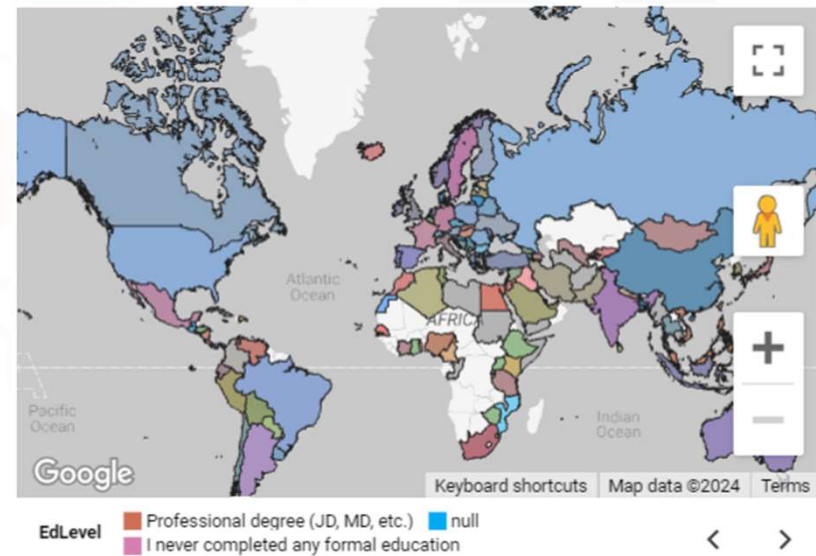 Atlantic
Ocean
AFRICA
Pacific
Ocean
Indian
Ocean
Google
Keyboard shortcuts
Map data ©2024
Terms
EdLevel
Professional degree (JD, MD, etc.)
null
I never completed any formal education